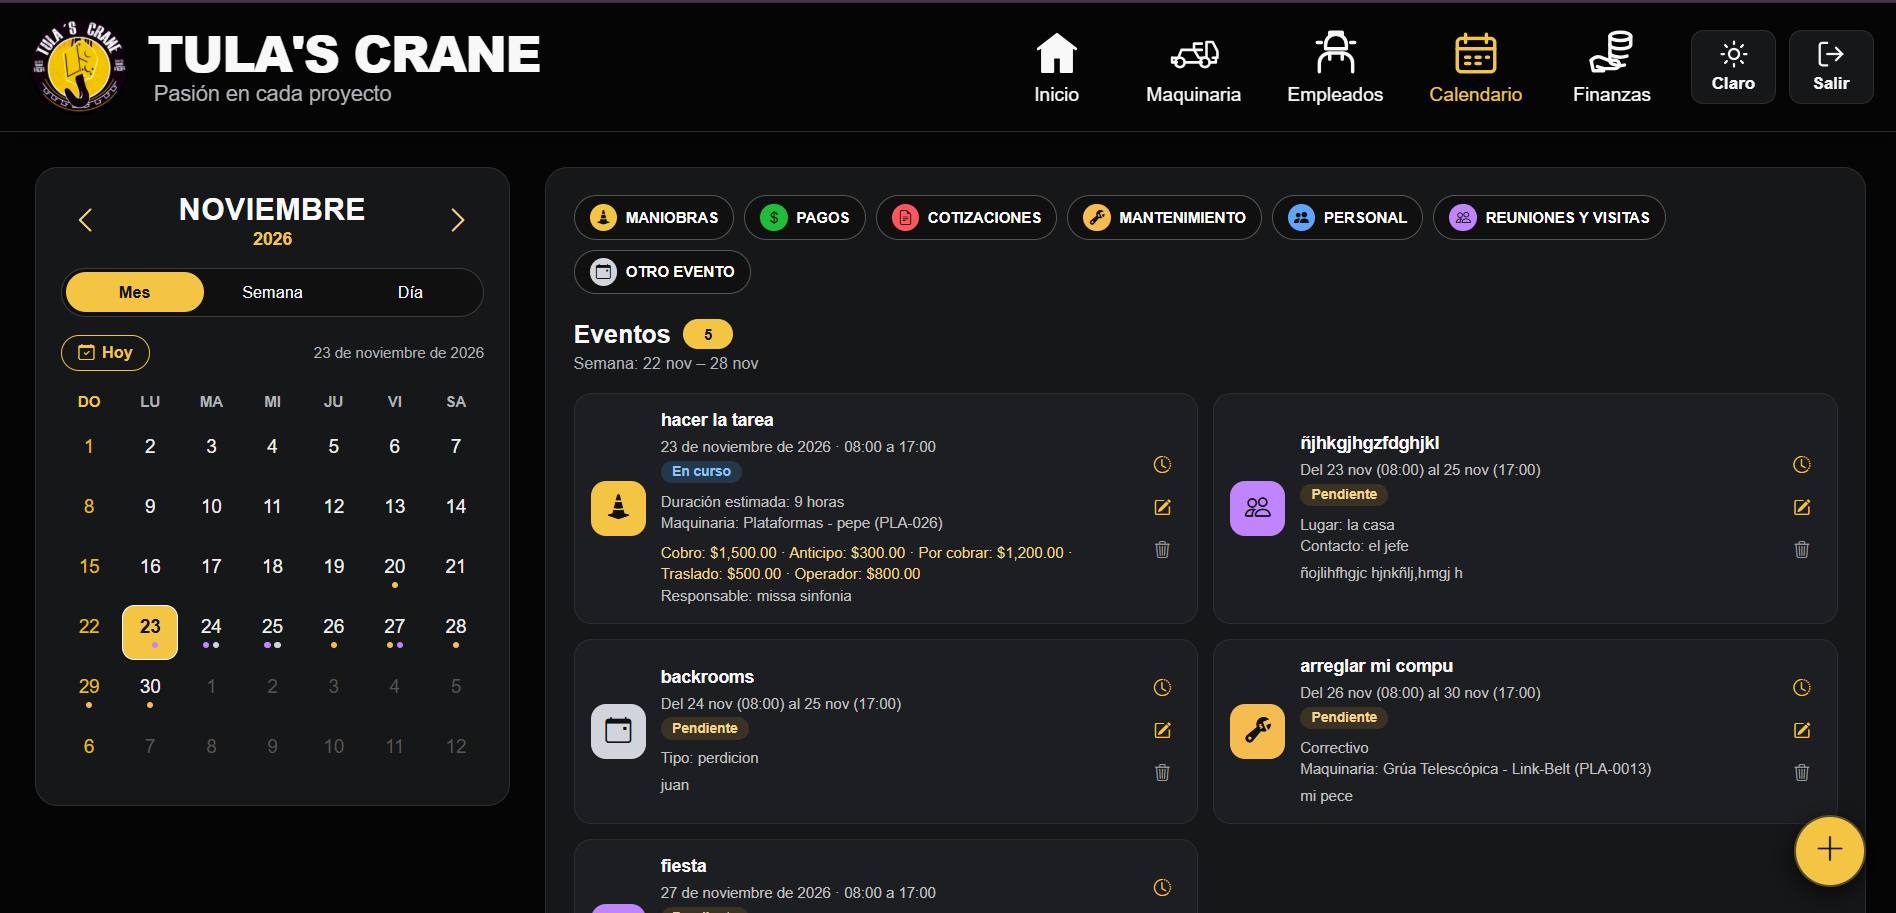 TULA'S CRANE
TULA'S CRANE
Pasión en cada proyecto
Inicio
Maquinaria
Empleados
Calendario
Finanzas
Claro
Salir
NOVIEMBRE
2026
Mes
Semana
Día
Hoy
23 de noviembre de 2026
DO LU MA MI JU VI SA
1 2 3 4 5 6 7
8 9 10 11 12 13 14
15 16 17 18 19 20 21
22 23 24 25 26 27 28
29 30 1 2 3 4 5
6 7 8 9 10 11 12
MANIOBRAS
PAGOS
COTIZACIONES
MANTENIMIENTO
PERSONAL
REUNIONES Y VISITAS
OTRO EVENTO
Eventos 5
Semana: 22 nov – 28 nov
hacer la tarea
23 de noviembre de 2026 · 08:00 a 17:00
En curso
Duración estimada: 9 horas
Maquinaria: Plataformas - pepe (PLA-026)
Cobro: $1,500.00 · Anticipo: $300.00 · Por cobrar: $1,200.00 ·
Traslado: $500.00 · Operador: $800.00
Responsable: missa sinfonia
ñjhkgjhgzfdghjkl
Del 23 nov (08:00) al 25 nov (17:00)
Pendiente
Lugar: la casa
Contacto: el jefe
ñojlihfhgjc hjnkñlj,hmgj h
backrooms
Del 24 nov (08:00) al 25 nov (17:00)
Pendiente
Tipo: perdicion
juan
arreglar mi compu
Del 26 nov (08:00) al 30 nov (17:00)
Pendiente
Correctivo
Maquinaria: Grúa Telescópica - Link-Belt (PLA-0013)
mi pece
fiesta
27 de noviembre de 2026 · 08:00 a 17:00